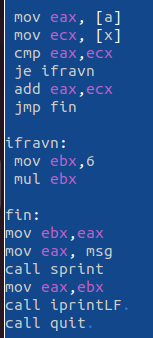 mov eax, [a]
mov ecx, [x]
cmp eax,ecx
je ifravn
add eax,ecx
jmp fin
ifravn:
mov ebx,6
mul ebx
fin:
mov ebx,eax
mov eax, msg
call sprint
mov eax,ebx
call iprintLF.
call quit.